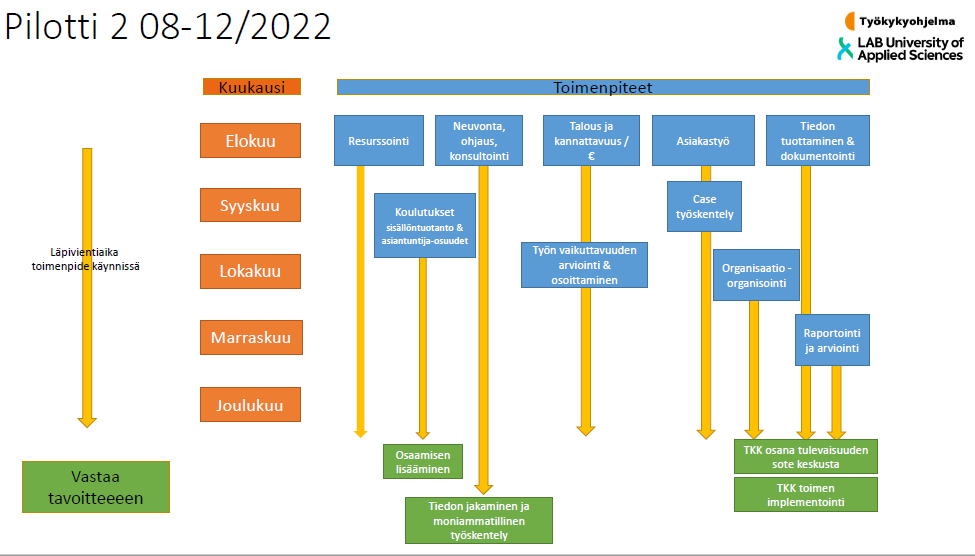 Pilotti 2 08-12/2022
Työkykyohjelma
LAB University of
Applied Sciences
Kuukausi
Toimenpiteet
Elokuu
Resurssointi
Neuvonta,
ohjaus,
konsultointi
Talous ja
kannattavuus /
€
Asiakastyö
Tiedon
tuottaminen &
dokumentointi
Syyskuu
Koulutukset
sisällöntuotanto &
asiantuntija-osuudet
Case
työskentely
Läpivientiaika
toimenpide käynnissä
Lokakuu
Työn vaikuttavuuden
arviointi &
osoittaminen
Organisaatio -
organisointi
Marraskuu
Raportointi
ja arviointi
Joulukuu
Vastaa
tavoitteeeen
Osaamisen
lisääminen
TKK osana tulevaisuuden
sote keskusta
TKK toimen
implementointi
Tiedon jakaminen ja
moniammatillinen
työskentely